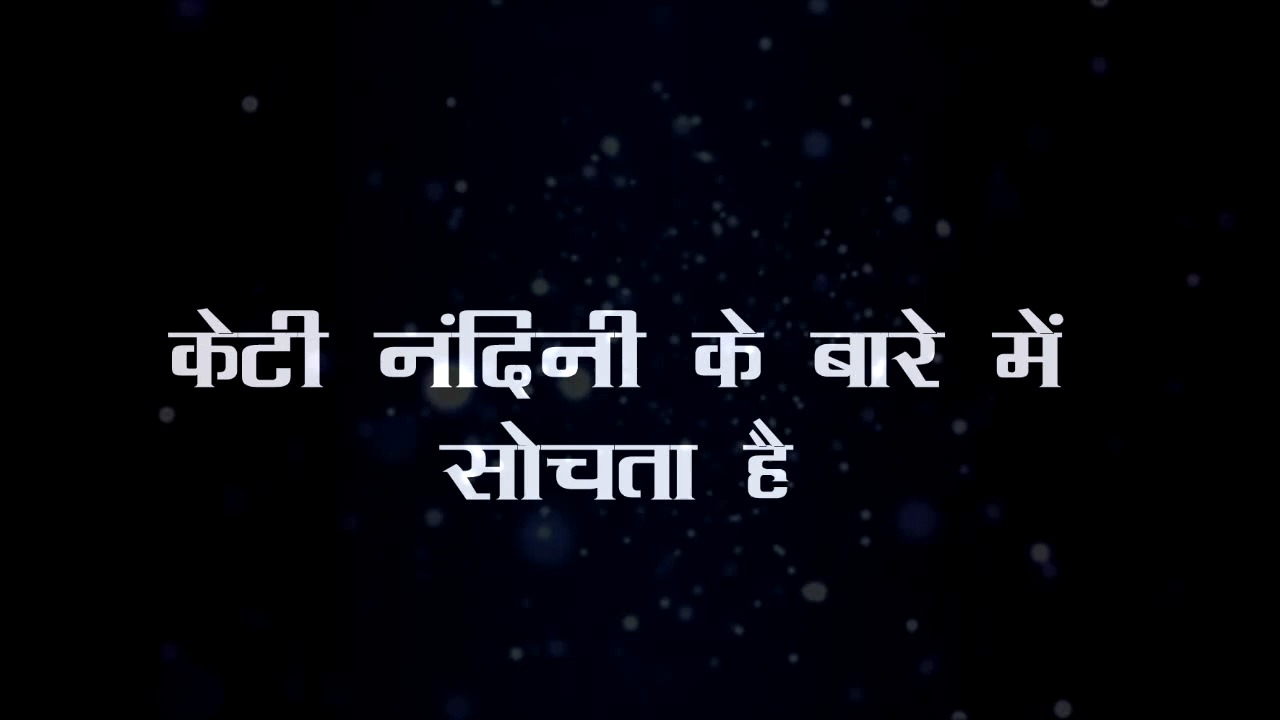 केटी नंदिनी के बारे में
सोचता है